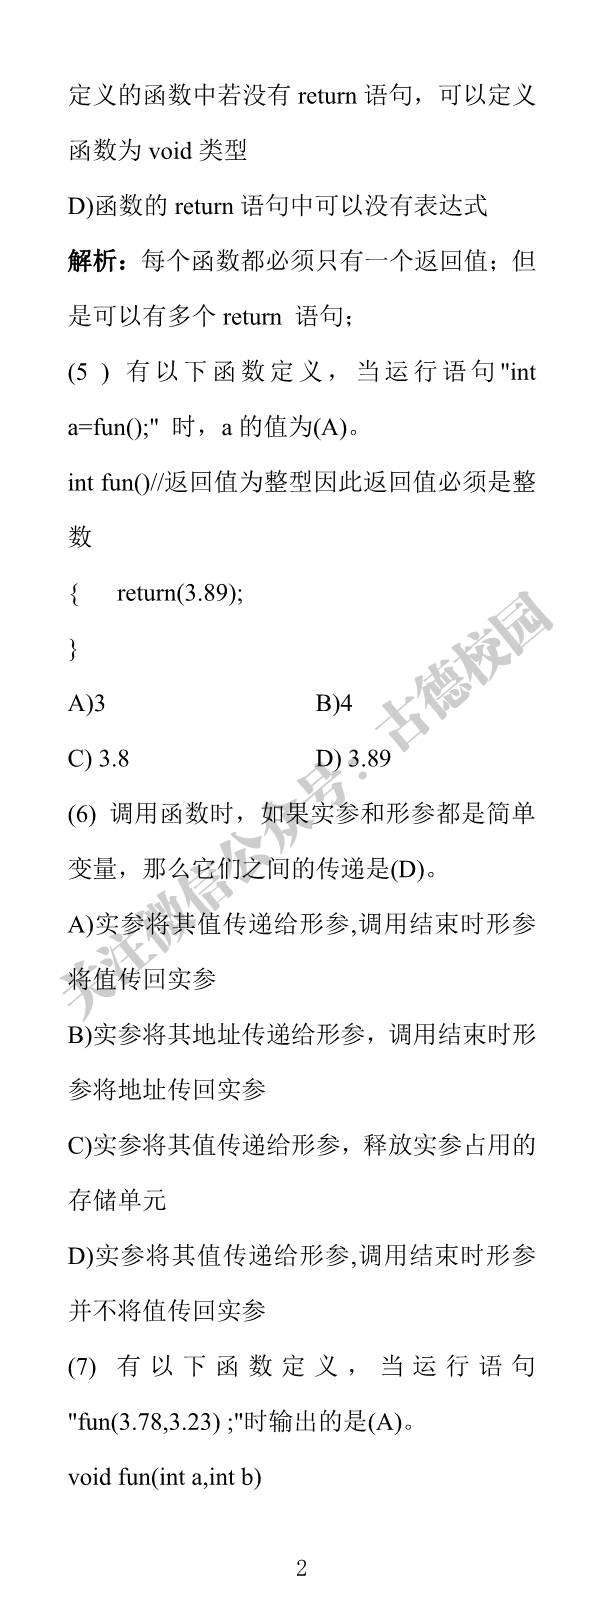 定义的函数中若没有 return 语句，可以定义
函数为 void 类型
D)函数的 return 语句中可以没有表达式
解析：每个函数都必须只有一个返回值；但
是可以有多个 return 语句；
(5 ) 有以下函数定义，当运行语句"int
a=fun();" 时，a 的值为(A)。
int fun()//返回值为整型因此返回值必须是整
数
{ return(3.89);
}
A)3 B)4
C) 3.8 D) 3.89
(6) 调用函数时，如果实参和形参都是简单
变量，那么它们之间的传递是(D)。
A)实参将其值传递给形参,调用结束时形参
将值传回实参
B)实参将其地址传递给形参，调用结束时形
参将地址传回实参
C)实参将其值传递给形参，释放实参占用的
存储单元
D)实参将其值传递给形参,调用结束时形参
并不将值传回实参
(7) 有以下函数定义，当运行语句
"fun(3.78,3.23) ;"时输出的是(A)。
void fun(int a,int b)
2
关注微信公众号：古德校园